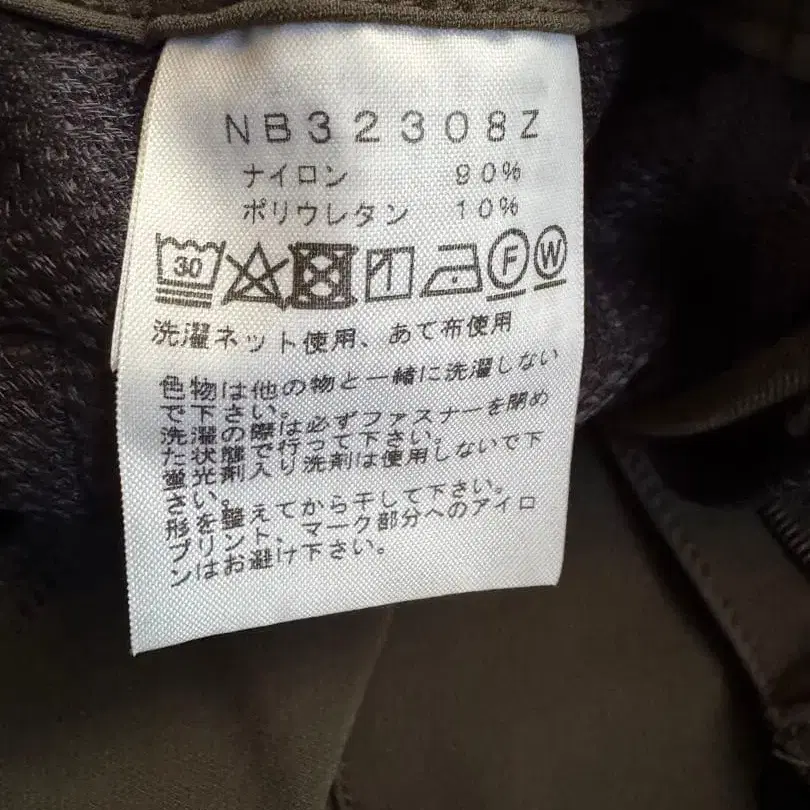 NB32308Z
ナイロン 90%
ポリウレタン 10%
30 F W
洗濯ネット使用、あて布使用
色物は他の物と一緒に洗濯しない
で下さい。
洗濯の際は必ずファスナーを閉め
た状態で行って下さい。
蛍光剤入り洗剤は使用しないで下
さい。
形を整えてから干して下さい。
プリント、マーク部分へのアイロ
ンはお避け下さい。